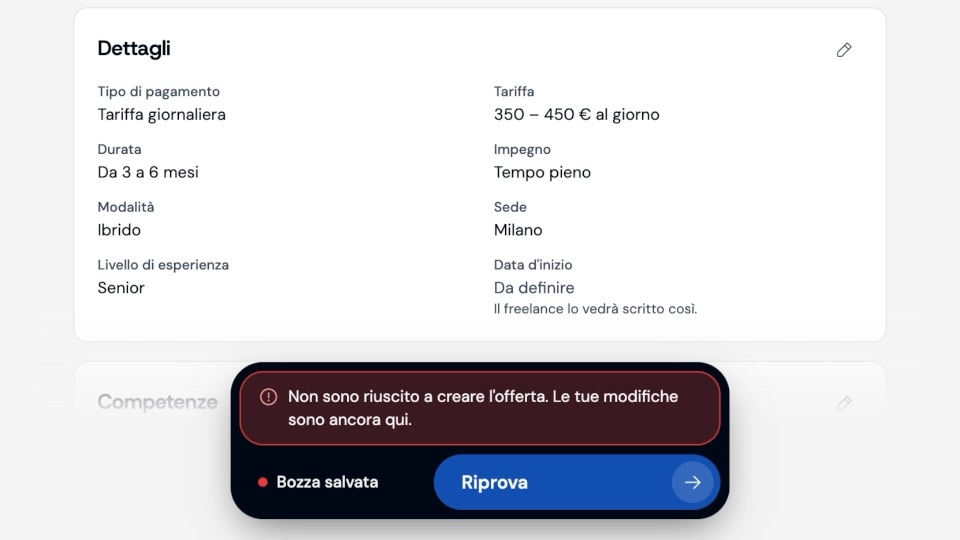 Dettagli
Tipo di pagamento
Tariffa giornaliera
Tariffa
350 – 450 € al giorno
Durata
Da 3 a 6 mesi
Impegno
Tempo pieno
Modalità
Ibrido
Sede
Milano
Livello di esperienza
Senior
Data d'inizio
Da definire
Il freelance lo vedrà scritto così.
Competenze
Non sono riuscito a creare l'offerta. Le tue modifiche
sono ancora qui.
Bozza salvata
Riprova